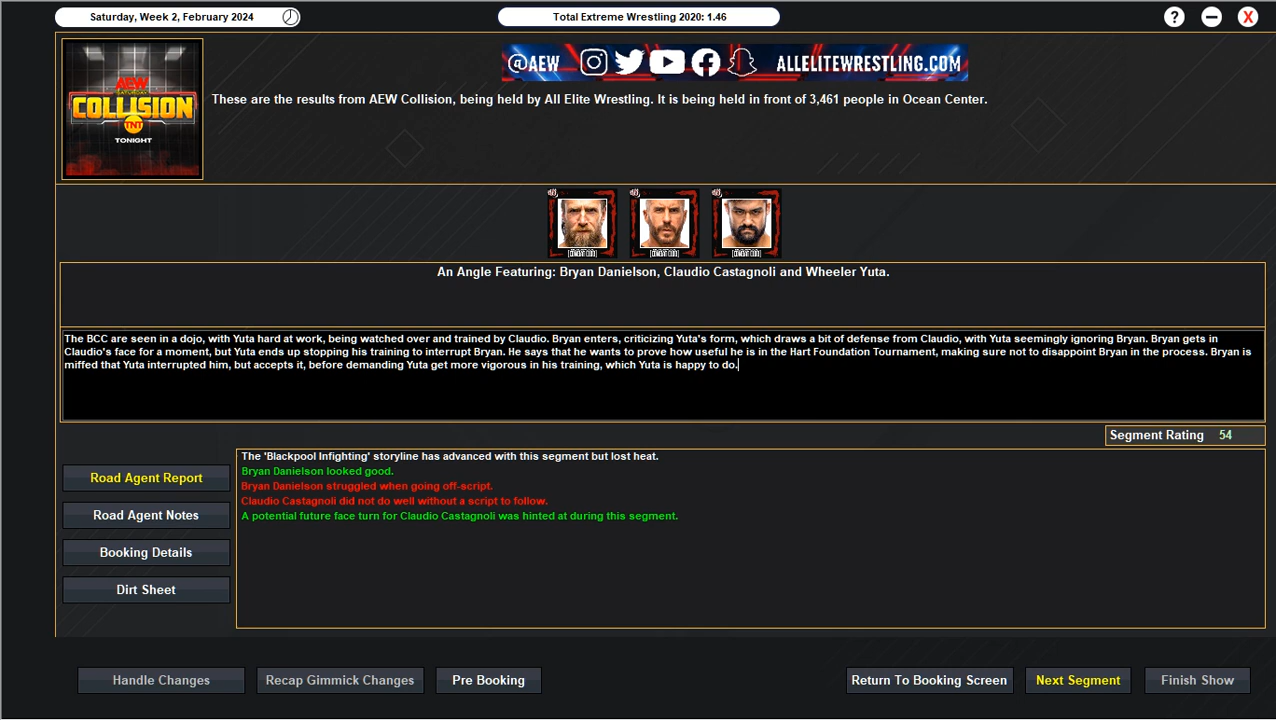 Saturday, Week 2, February 2024
Total Extreme Wrestling 2020: 1.46
?
X
AEW
COLLISION
TNT
TONIGHT
@AEW
ALLELITEWRESTLING.COM
These are the results from AEW Collision, being held by All Elite Wrestling. It is being held in front of 3,461 people in Ocean Center.
An Angle Featuring: Bryan Danielson, Claudio Castagnoli and Wheeler Yuta.
The BCC are seen in a dojo, with Yuta hard at work, being watched over and trained by Claudio. Bryan enters, criticizing Yuta's form, which draws a bit of defense from Claudio, with Yuta seemingly ignoring Bryan. Bryan gets in
Claudio's face for a moment, but Yuta ends up stopping his training to interrupt Bryan. He says that he wants to prove how useful he is in the Hart Foundation Tournament, making sure not to disappoint Bryan in the process. Bryan is
miffed that Yuta interrupted him, but accepts it, before demanding Yuta get more vigorous in his training, which Yuta is happy to do.
Segment Rating 54
The 'Blackpool Infighting' storyline has advanced with this segment but lost heat.
Bryan Danielson looked good.
Bryan Danielson struggled when going off-script.
Claudio Castagnoli did not do well without a script to follow.
A potential future face turn for Claudio Castagnoli was hinted at during this segment.
Road Agent Report
Road Agent Notes
Booking Details
Dirt Sheet
Handle Changes
Recap Gimmick Changes
Pre Booking
Return To Booking Screen
Next Segment
Finish Show